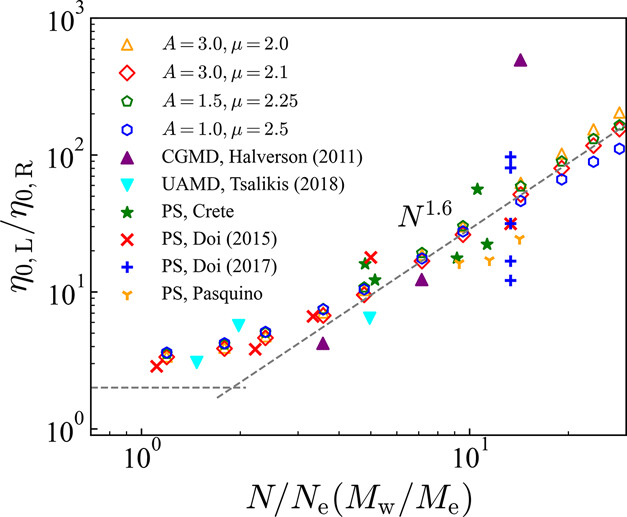 10³
10²
10¹
10⁰
η₀,L/η₀,R
A = 3.0, μ = 2.0
A = 3.0, μ = 2.1
A = 1.5, μ = 2.25
A = 1.0, μ = 2.5
CGMD, Halverson (2011)
UAMD, Tsalikis (2018)
PS, Crete
PS, Doi (2015)
PS, Doi (2017)
PS, Pasquino
N¹·⁶
10⁰
10¹
N/Nₑ(M_w/Mₑ)